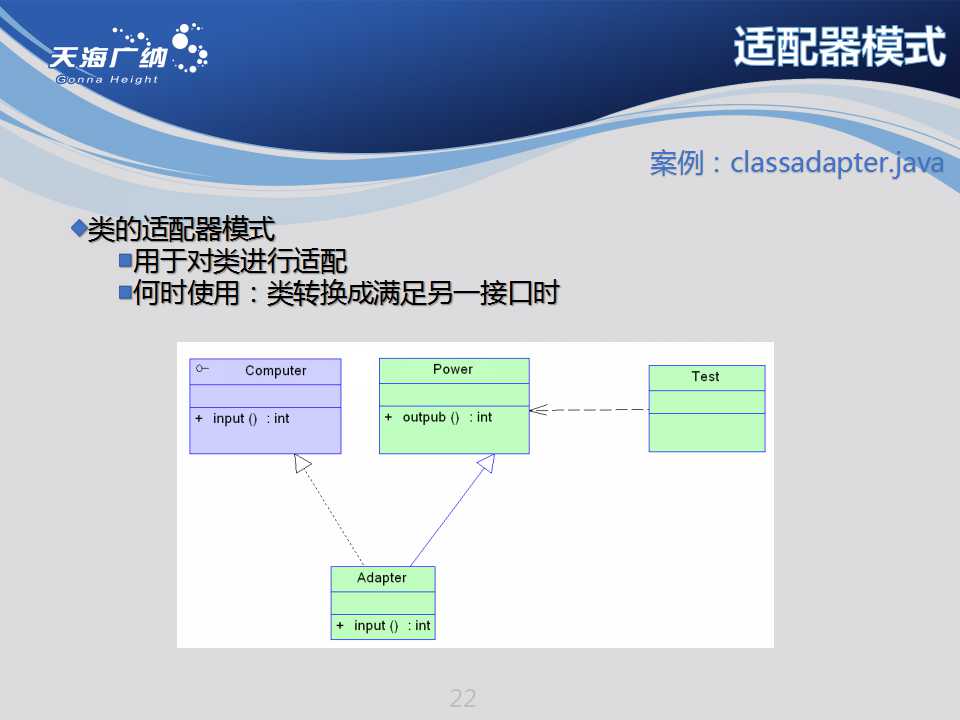 天海广纳
Gonna Height
适配器模式
案例：classadapter.java
类的适配器模式
用于对类进行适配
何时使用：类转换成满足另一接口时
Computer
+ input () : int
Power
+ outpub () : int
Test
Adapter
+ input () : int
22